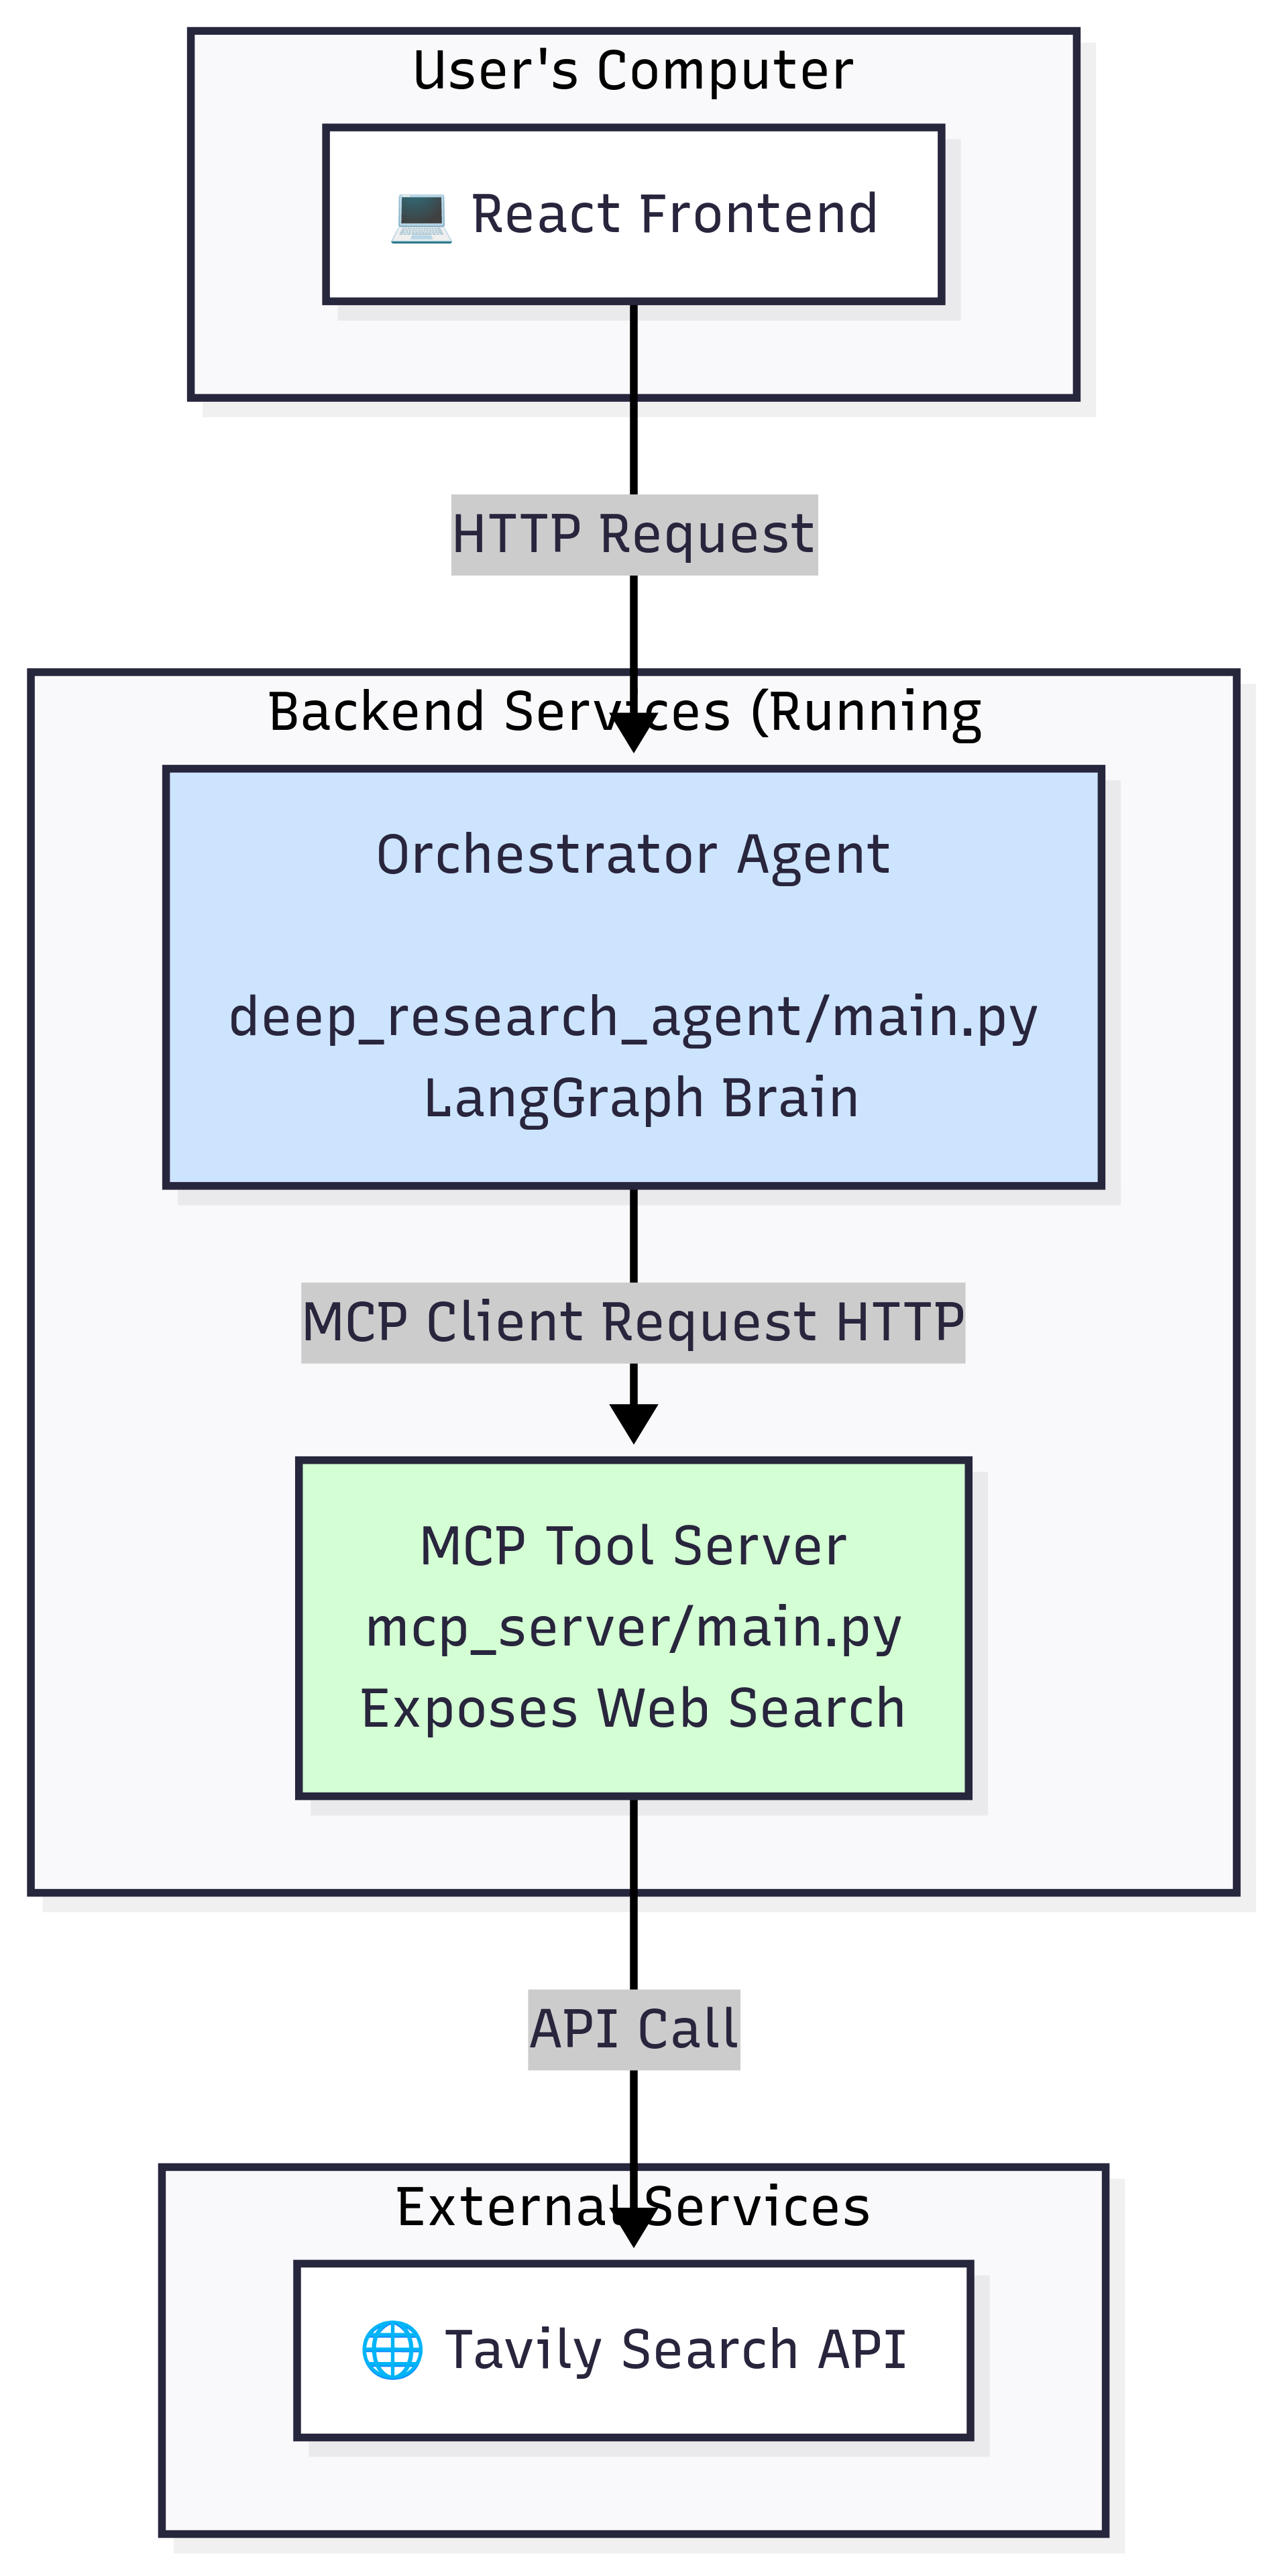 User's Computer
React Frontend
HTTP Request
Backend Services (Running
Orchestrator Agent
deep_research_agent/main.py
LangGraph Brain
MCP Client Request HTTP
MCP Tool Server
mcp_server/main.py
Exposes Web Search
API Call
External Services
Tavily Search API